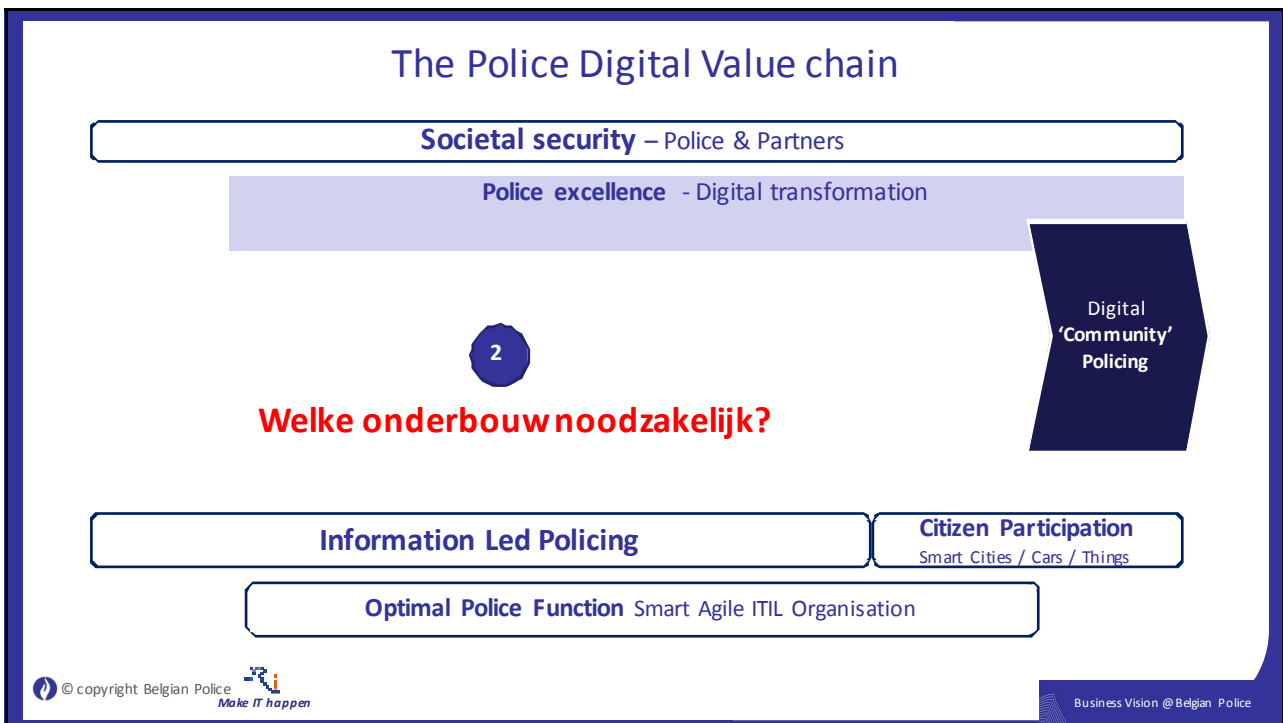 The Police Digital Value chain
Societal security – Police & Partners
Police excellence - Digital transformation
Digital
‘Community’
Policing
2
Welke onderbouw noodzakelijk?
Information Led Policing
Citizen Participation
Smart Cities / Cars / Things
Optimal Police Function Smart Agile ITIL Organisation
© copyright Belgian Police
Make IT happen
Business Vision @ Belgian Police